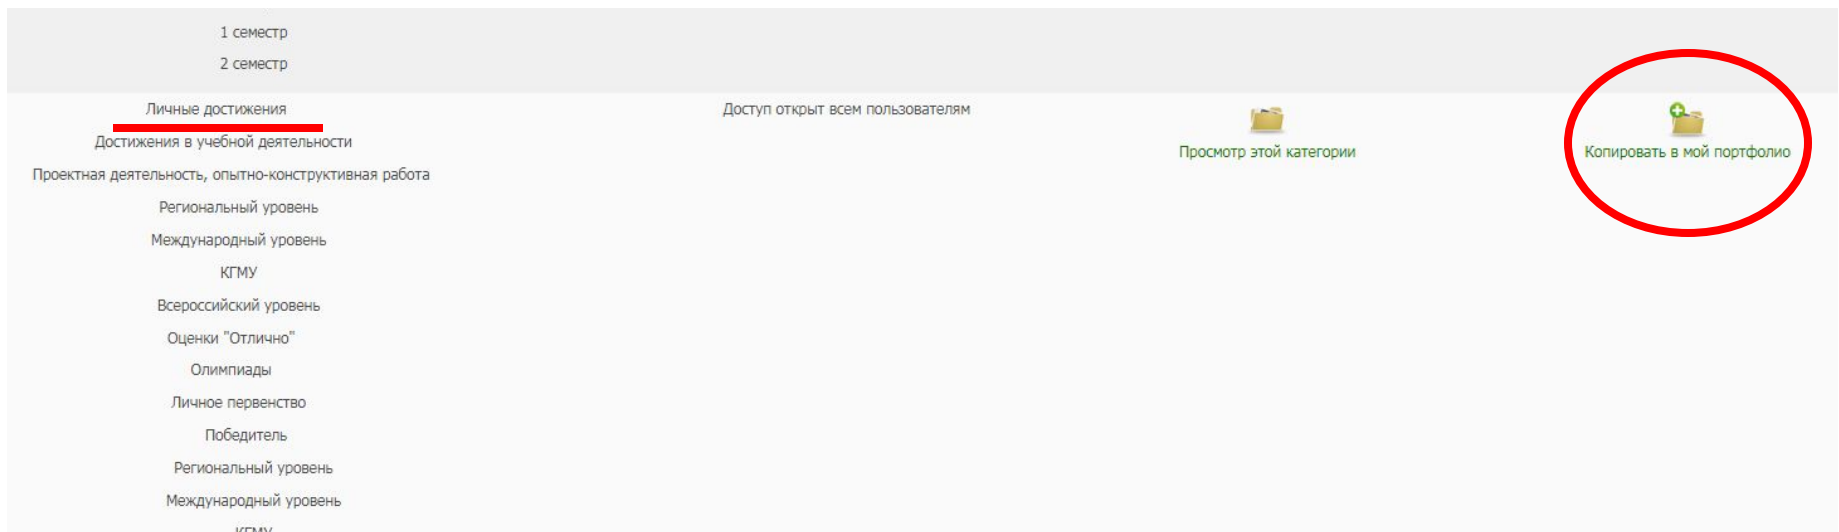 1 семестр
2 семестр
Личные достижения
Доступ открыт всем пользователям
Просмотр этой категории
Копировать в мой портфолио
Достижения в учебной деятельности
Проектная деятельность, опытно-конструктивная работа
Региональный уровень
Международный уровень
КГМУ
Всероссийский уровень
Оценки "Отлично"
Олимпиады
Личное первенство
Победитель
Региональный уровень
Международный уровень
КГМУ